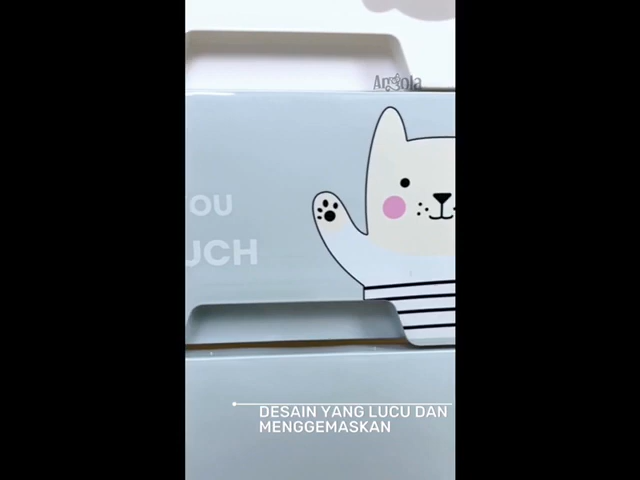 Angola
OU
UCH
DESAIN YANG LUCU DAN
MENGGEMASKAN